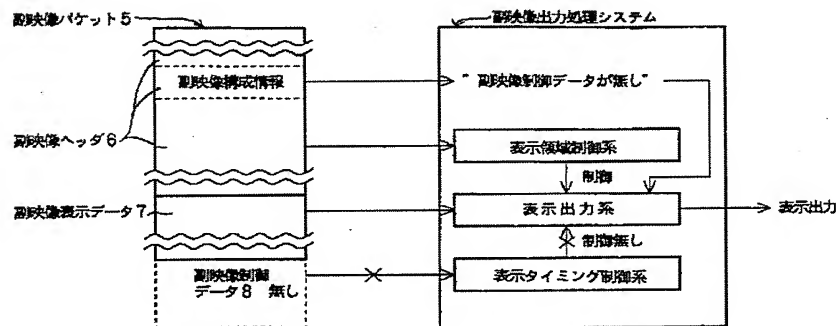 副映像パケット5
副映像出力処理システム
副映像構成情報
"副映像制御データが無し"
副映像ヘッダ6
表示領域制御系
制御
副映像表示データ7
表示出力系
表示出力
制御無し
副映像制御
データ8 無し
表示タイミング制御系